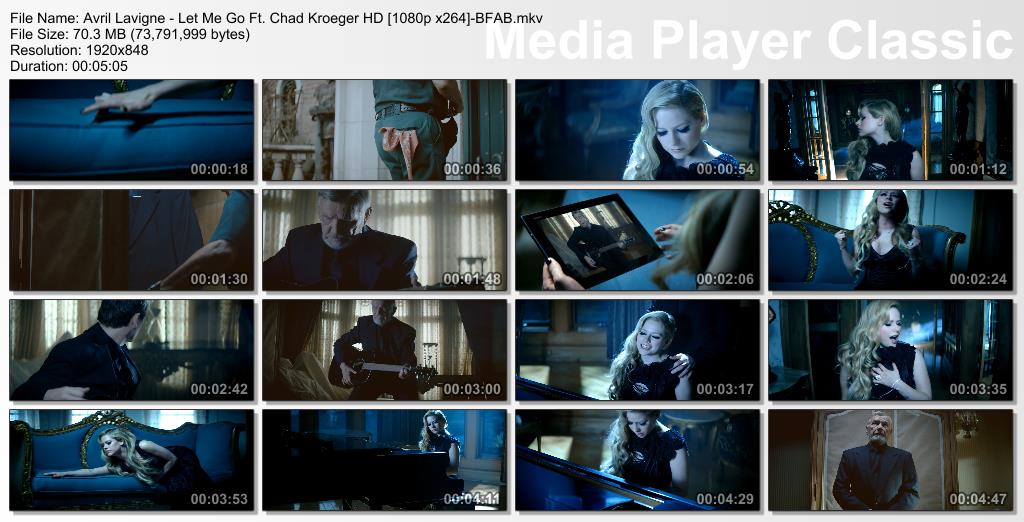 File Name: Avril Lavigne - Let Me Go Ft. Chad Kroeger HD [1080p x264]-BFAB.mkv
File Size: 70.3 MB (73,791,999 bytes)
Resolution: 1920x848
Duration: 00:05:05
Media Player Classic
00:00:18 00:00:36 00:00:54 00:01:12
00:01:30 00:01:48 00:02:06 00:02:24
00:02:42 00:03:00 00:03:17 00:03:35
00:03:53 00:04:11 00:04:29 00:04:47